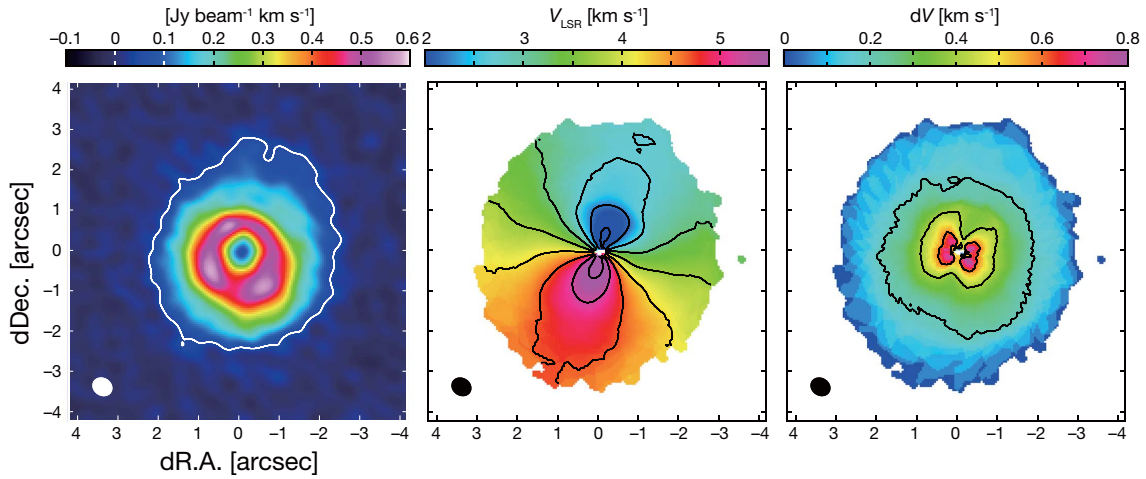 [Jy beam⁻¹ km s⁻¹]
–0.1 0 0.1 0.2 0.3 0.4 0.5 0.6
V_LSR [km s⁻¹]
2 3 4 5
dV [km s⁻¹]
0 0.2 0.4 0.6 0.8
dDec. [arcsec]
4
3
2
1
0
–1
–2
–3
–4
4 3 2 1 0 –1 –2 –3 –4
4 3 2 1 0 –1 –2 –3 –4
4 3 2 1 0 –1 –2 –3 –4
dR.A. [arcsec]